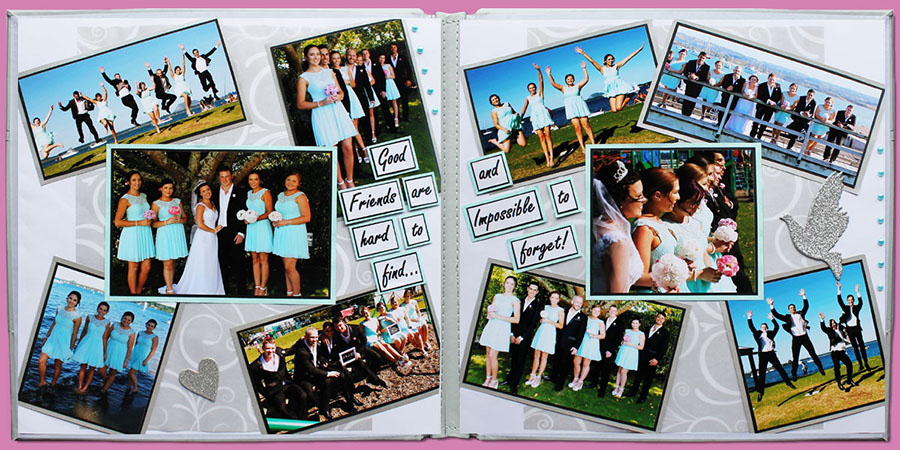 Good
Friends are
hard to
find...
and
Impossible to
forget!